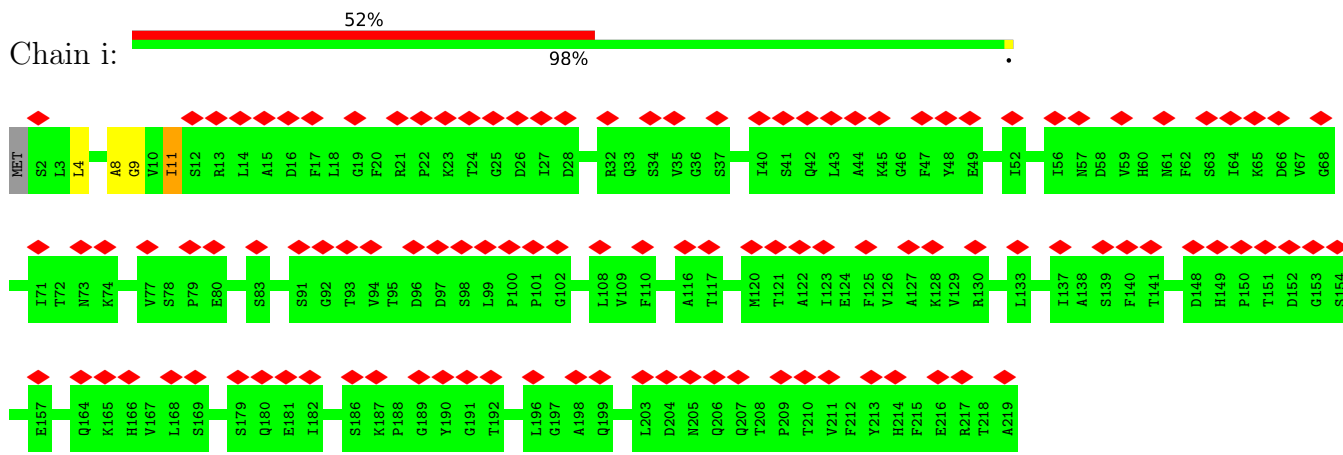 52%
Chain i:
98%
•
MET S2 L3 L4 A8 G9 V10 I11 S12 R13 L14 A15 D16 F17 L18 G19 F20 R21 P22 K23 T24 G25 D26 I27 D28 R32 Q33 S34 V35 G36 S37 I40 S41 Q42 L43 A44 K45 G46 F47 Y48 E49 I52 I56 N57 D58 V59 H60 N61 F62 S63 I64 K65 D66 V67 G68
I71 T72 N73 K74 V77 S78 P79 E80 S83 S91 G92 T93 V94 T95 D96 D97 S98 L99 P100 P101 G102 L108 V109 F110 A116 T117 M120 T121 A122 I123 E124 F125 V126 A127 K128 V129 R130 L133 I137 A138 S139 F140 T141 D148 H149 P150 T151 D152 G153 S154
E157 Q164 K165 H166 V167 L168 S169 S179 Q180 E181 I182 S186 K187 P188 G189 Y190 G191 T192 L196 G197 A198 Q199 L203 D204 N205 Q206 Q207 T208 P209 T210 V211 F212 Y213 H214 F215 E216 R217 T218 A219